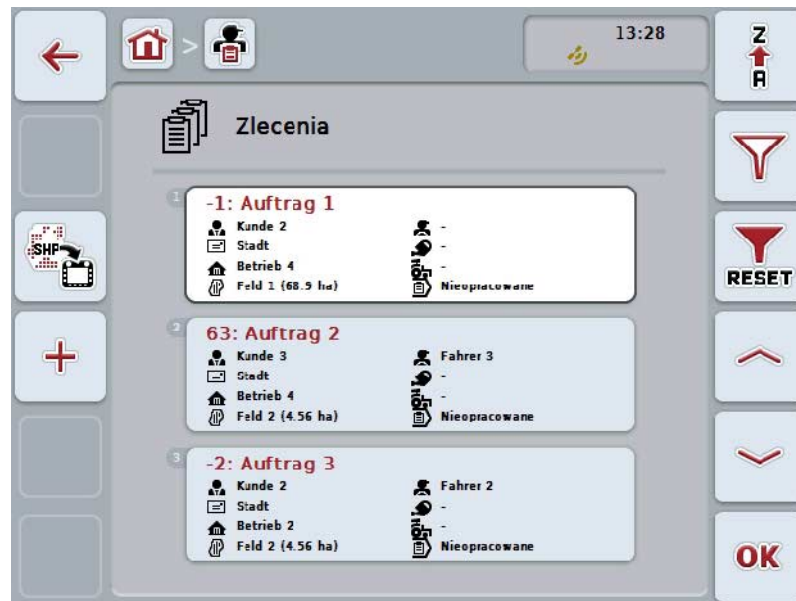 13:28
Z
A
Zlecenia
1
-1: Auftrag 1
Kunde 2 -
Stadt -
Betrieb 4 -
Feld 1 (68.9 ha) Nieopracowane
SHP
RESET
2
63: Auftrag 2
Kunde 3 Fahrer 3
Stadt -
Betrieb 4 -
Feld 2 (4.56 ha) Nieopracowane
3
-2: Auftrag 3
Kunde 2 Fahrer 2
Stadt -
Betrieb 2 -
Feld 2 (4.56 ha) Nieopracowane
OK